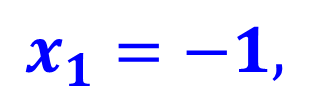 x₁ = −1,